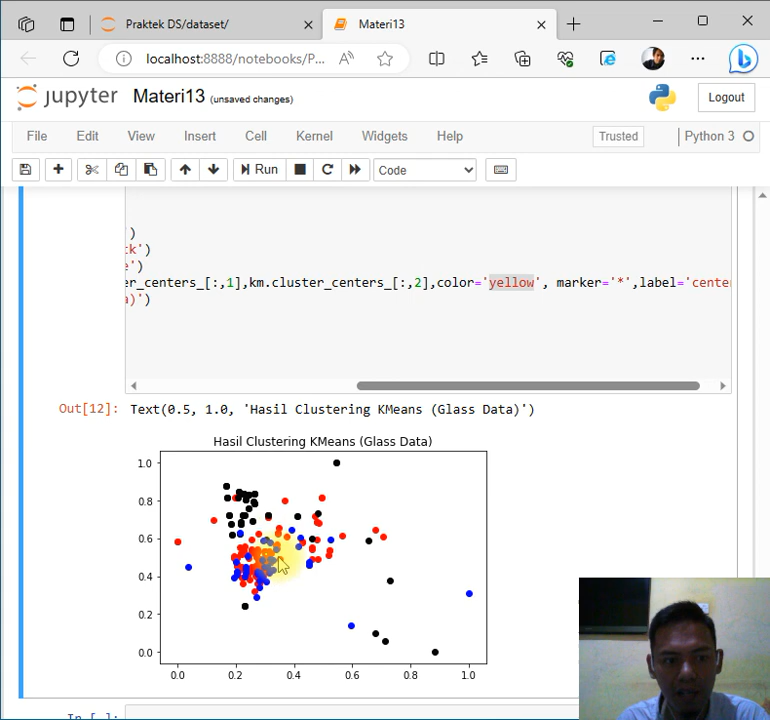 Praktek DS/dataset/
Materi13
localhost:8888/notebooks/P...
jupyter Materi13 (unsaved changes)
Logout
File Edit View Insert Cell Kernel Widgets Help
Trusted Python 3
Run Code
')
ck')
e')
er_centers_[:,1],km.cluster_centers_[:,2],color='yellow', marker='*',label='cente
a)')
Out[12]: Text(0.5, 1.0, 'Hasil Clustering KMeans (Glass Data)')
Hasil Clustering KMeans (Glass Data)
1.0
0.8
0.6
0.4
0.2
0.0
0.0 0.2 0.4 0.6 0.8 1.0
In [ ]: